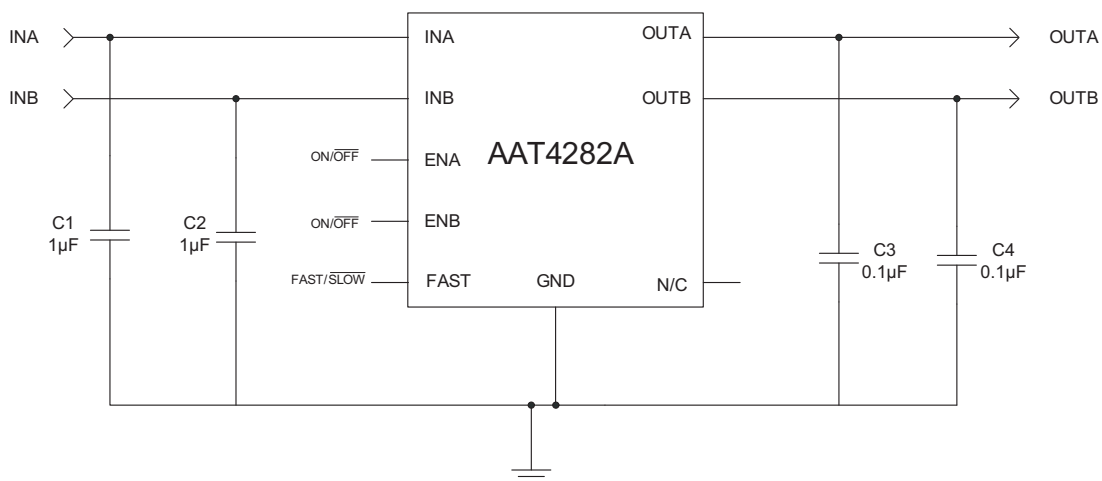 INA
INA
OUTA
OUTA
INB
INB
OUTB
OUTB
AAT4282A
ON/OFF
ENA
ON/OFF
ENB
C1
1µF
C2
1µF
C3
0.1µF
C4
0.1µF
FAST/SLOW
FAST
GND
N/C